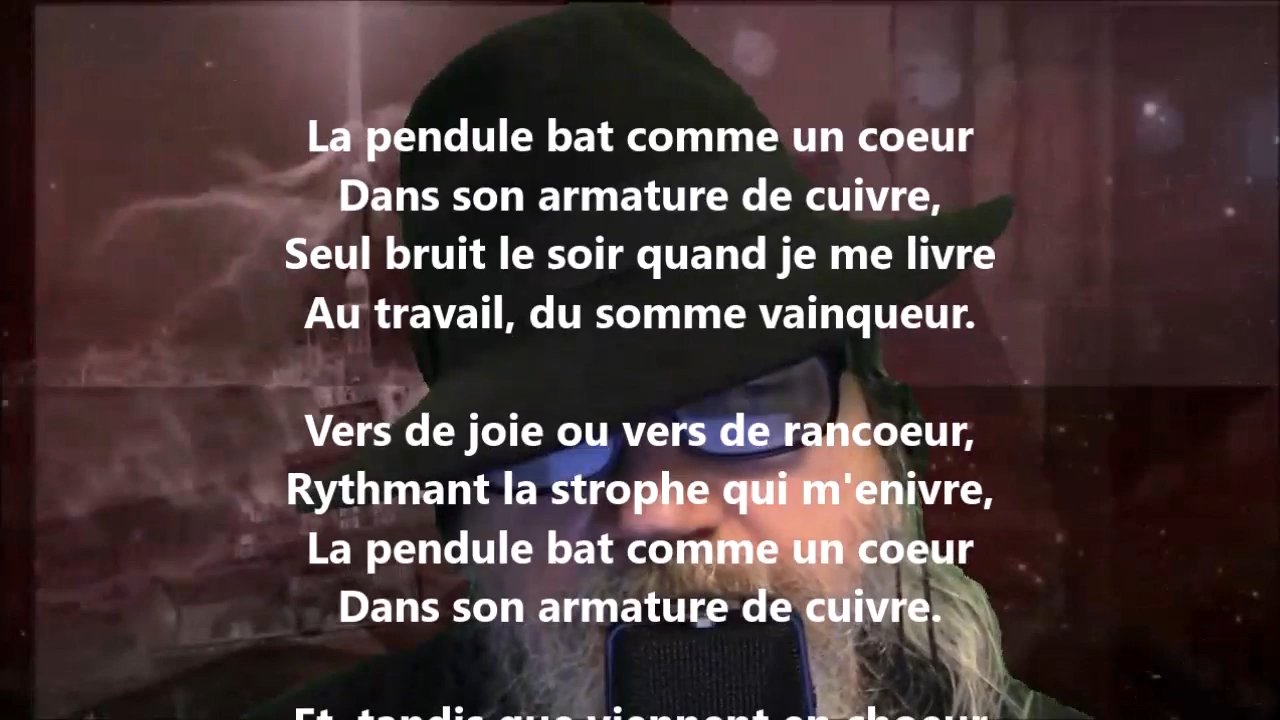 La pendule bat comme un coeur
Dans son armature de cuivre,
Seul bruit le soir quand je me livre
Au travail, du somme vainqueur.
Vers de joie ou vers de rancoeur,
Rythmant la strophe qui m'enivre,
La pendule bat comme un coeur
Dans son armature de cuivre.
Et, tandis que viennent en choeur